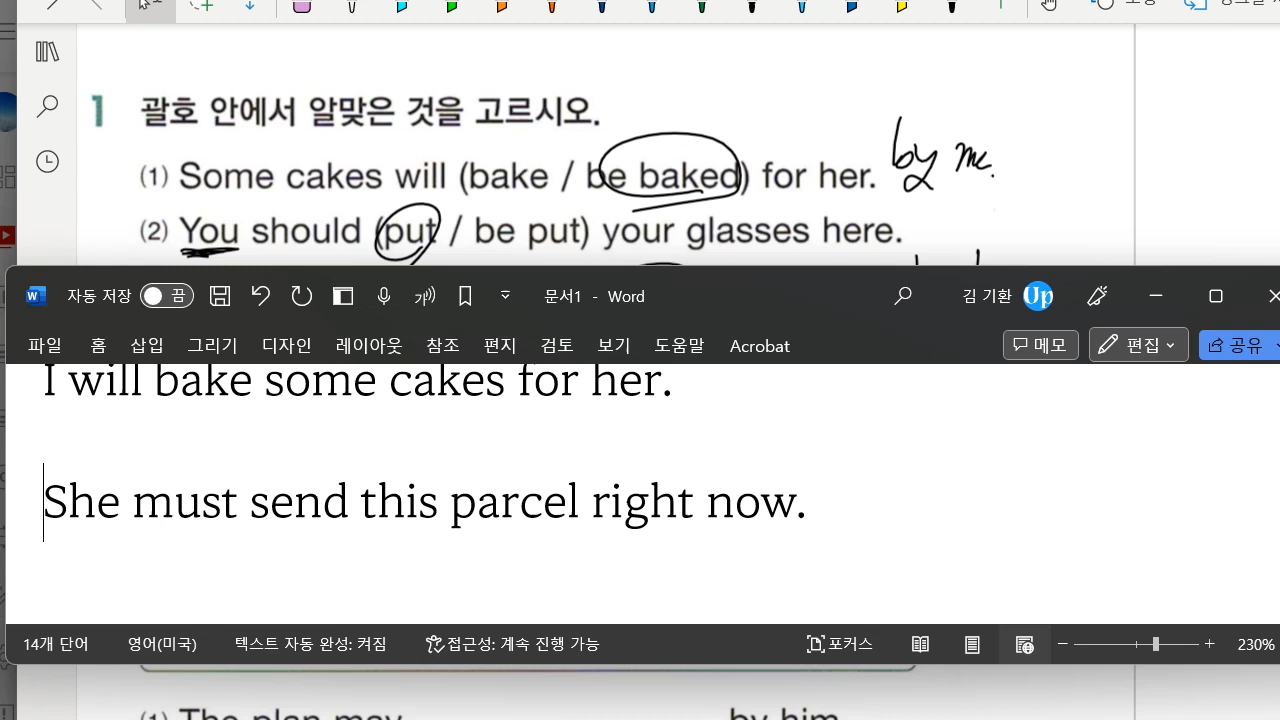 1 괄호 안에서 알맞은 것을 고르시오.
(1) Some cakes will (bake / be baked) for her. by me.
(2) You should (put / be put) your glasses here.
자동 저장 끔 문서1 - Word 김 기환 Up
파일 홈 삽입 그리기 디자인 레이아웃 참조 편지 검토 보기 도움말 Acrobat 메모 편집 공유
I will bake some cakes for her.
She must send this parcel right now.
14개 단어 영어(미국) 텍스트 자동 완성: 켜짐 접근성: 계속 진행 가능 포커스 230%
(1) The plan may by him